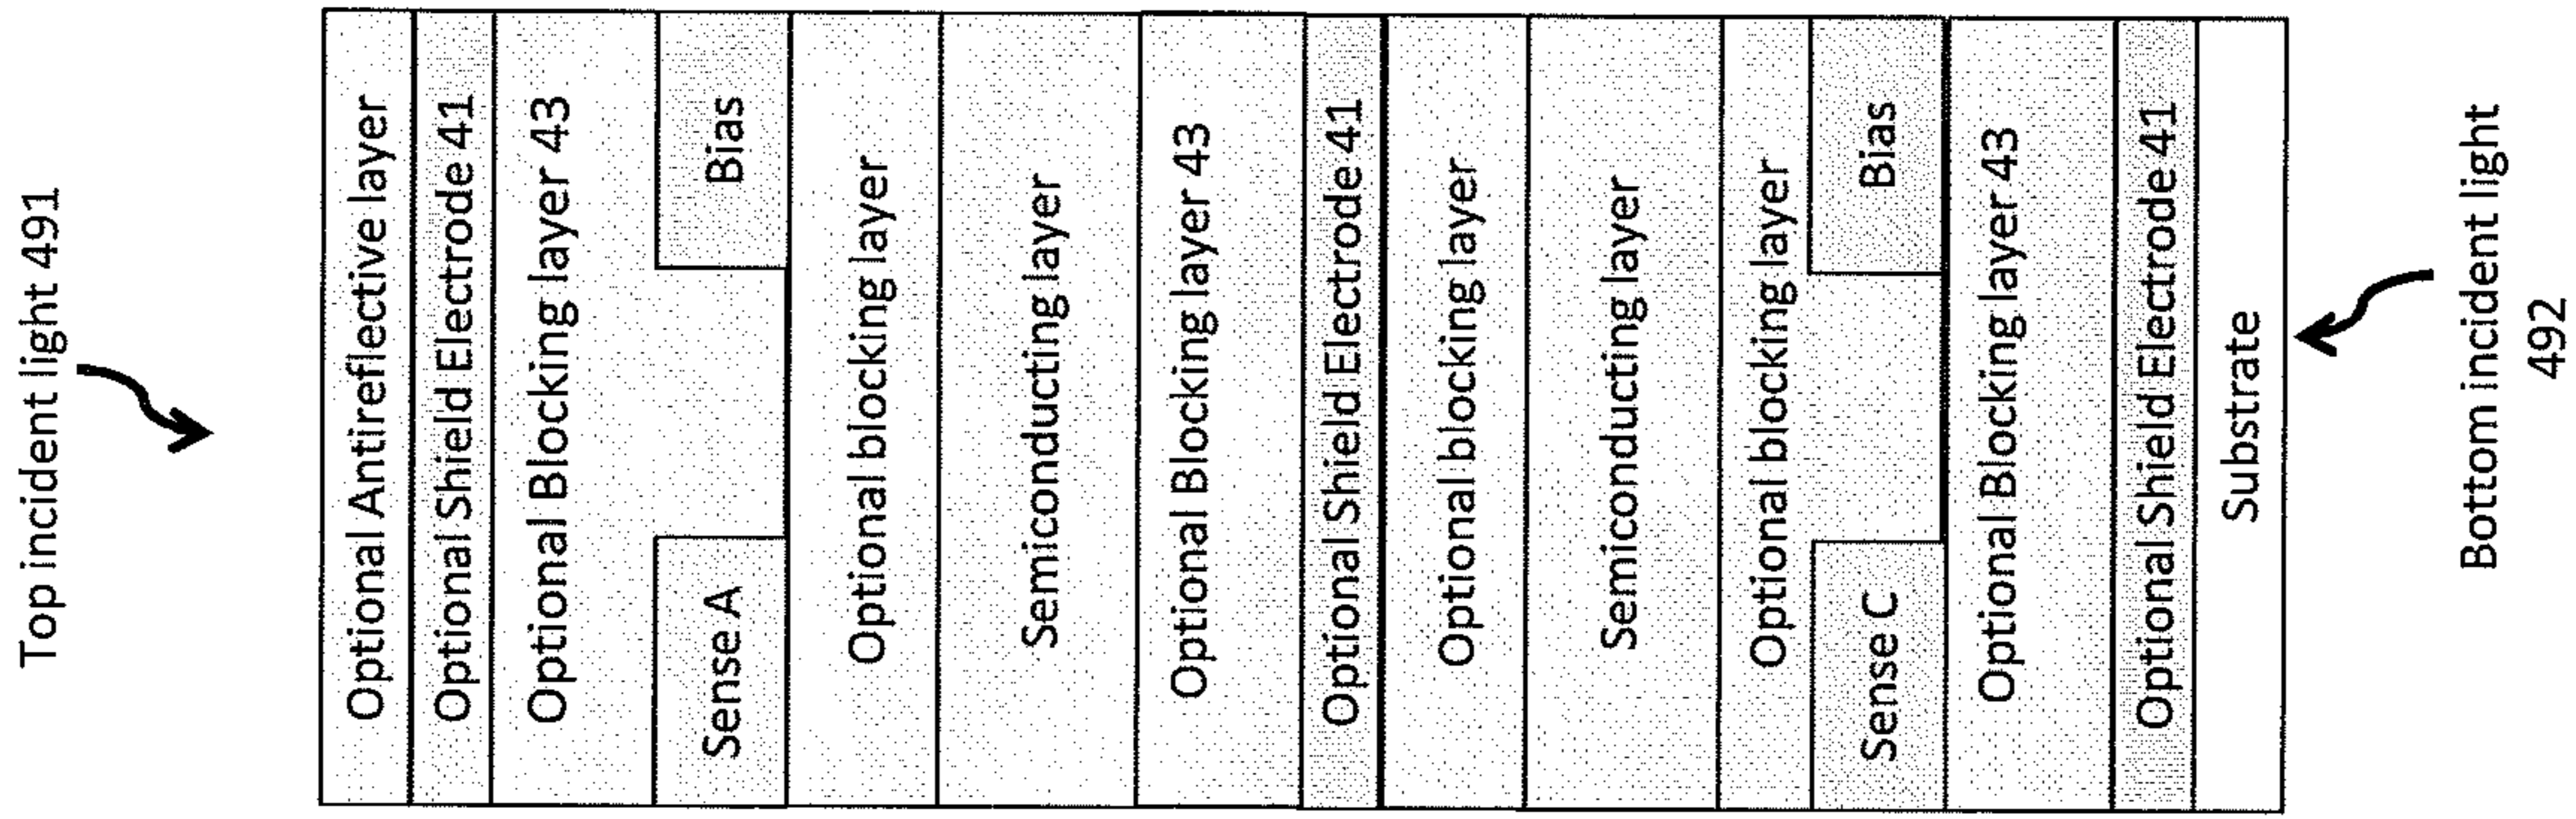 Top incident light 491
Optional Antireflective layer
Optional Shield Electrode 41
Optional Blocking layer 43
Sense A
Bias
Optional blocking layer
Semiconducting layer
Optional Blocking layer 43
Optional Shield Electrode 41
Optional blocking layer
Semiconducting layer
Optional blocking layer
Sense C
Bias
Optional Blocking layer 43
Optional Shield Electrode 41
Substrate
Bottom incident light
492